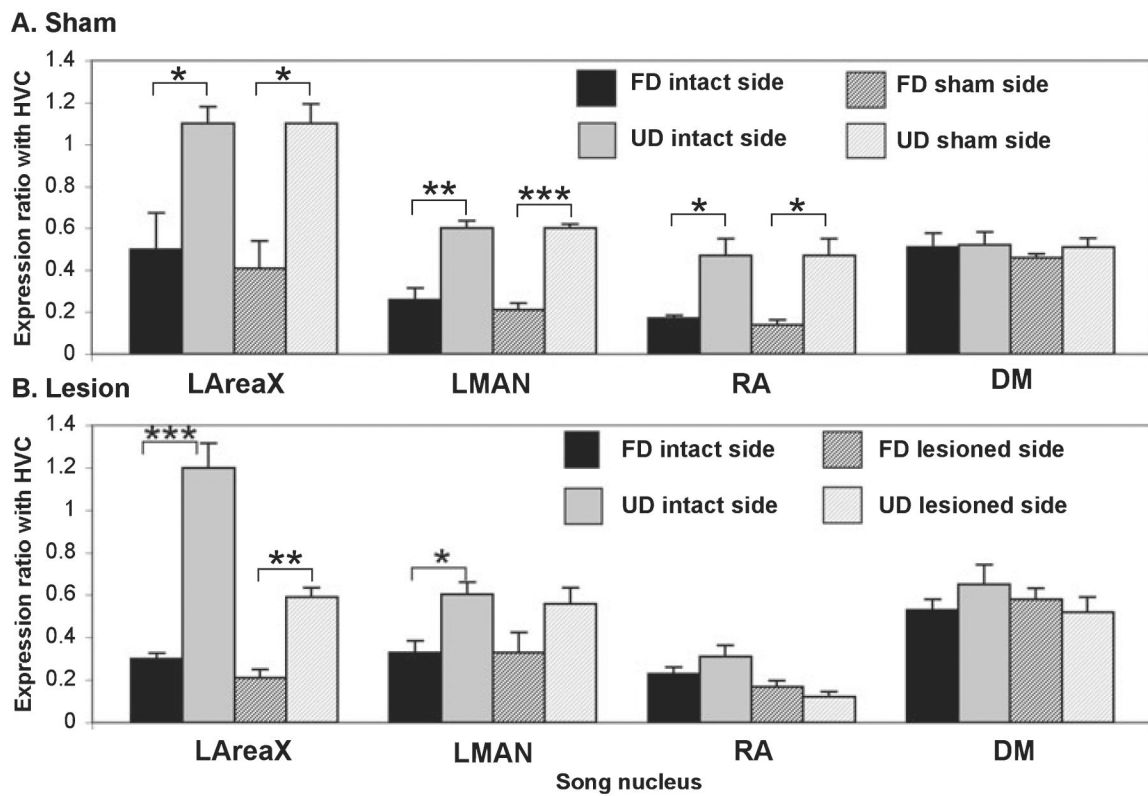 A. Sham
Expression ratio with HVC
1.4
1.2
1
0.8
0.6
0.4
0.2
0
* * ** *** * *
FD intact side FD sham side
UD intact side UD sham side
LAreaX LMAN RA DM
B. Lesion
Expression ratio with HVC
1.4
1.2
1
0.8
0.6
0.4
0.2
0
*** ** *
FD intact side FD lesioned side
UD intact side UD lesioned side
LAreaX LMAN RA DM
Song nucleus